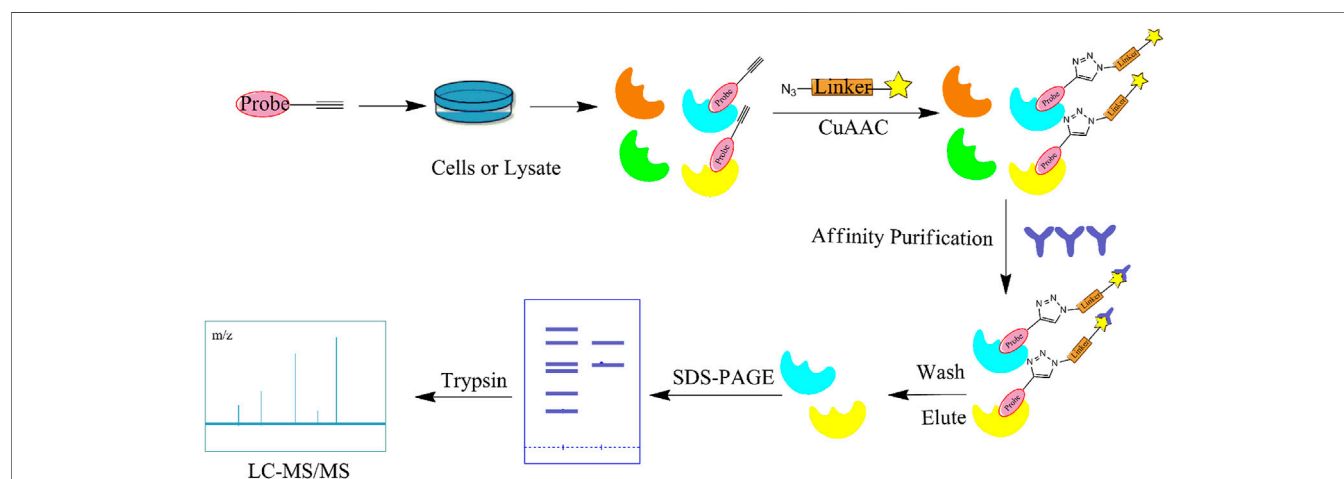 Probe
Cells or Lysate
Probe
Probe
N3
Linker
CuAAC
Probe
N
N
N
Linker
Probe
N
N
N
Linker
Affinity Purification
Probe
N
N
N
Linker
Probe
N
N
N
Linker
Wash
Elute
SDS-PAGE
Trypsin
m/z
LC-MS/MS